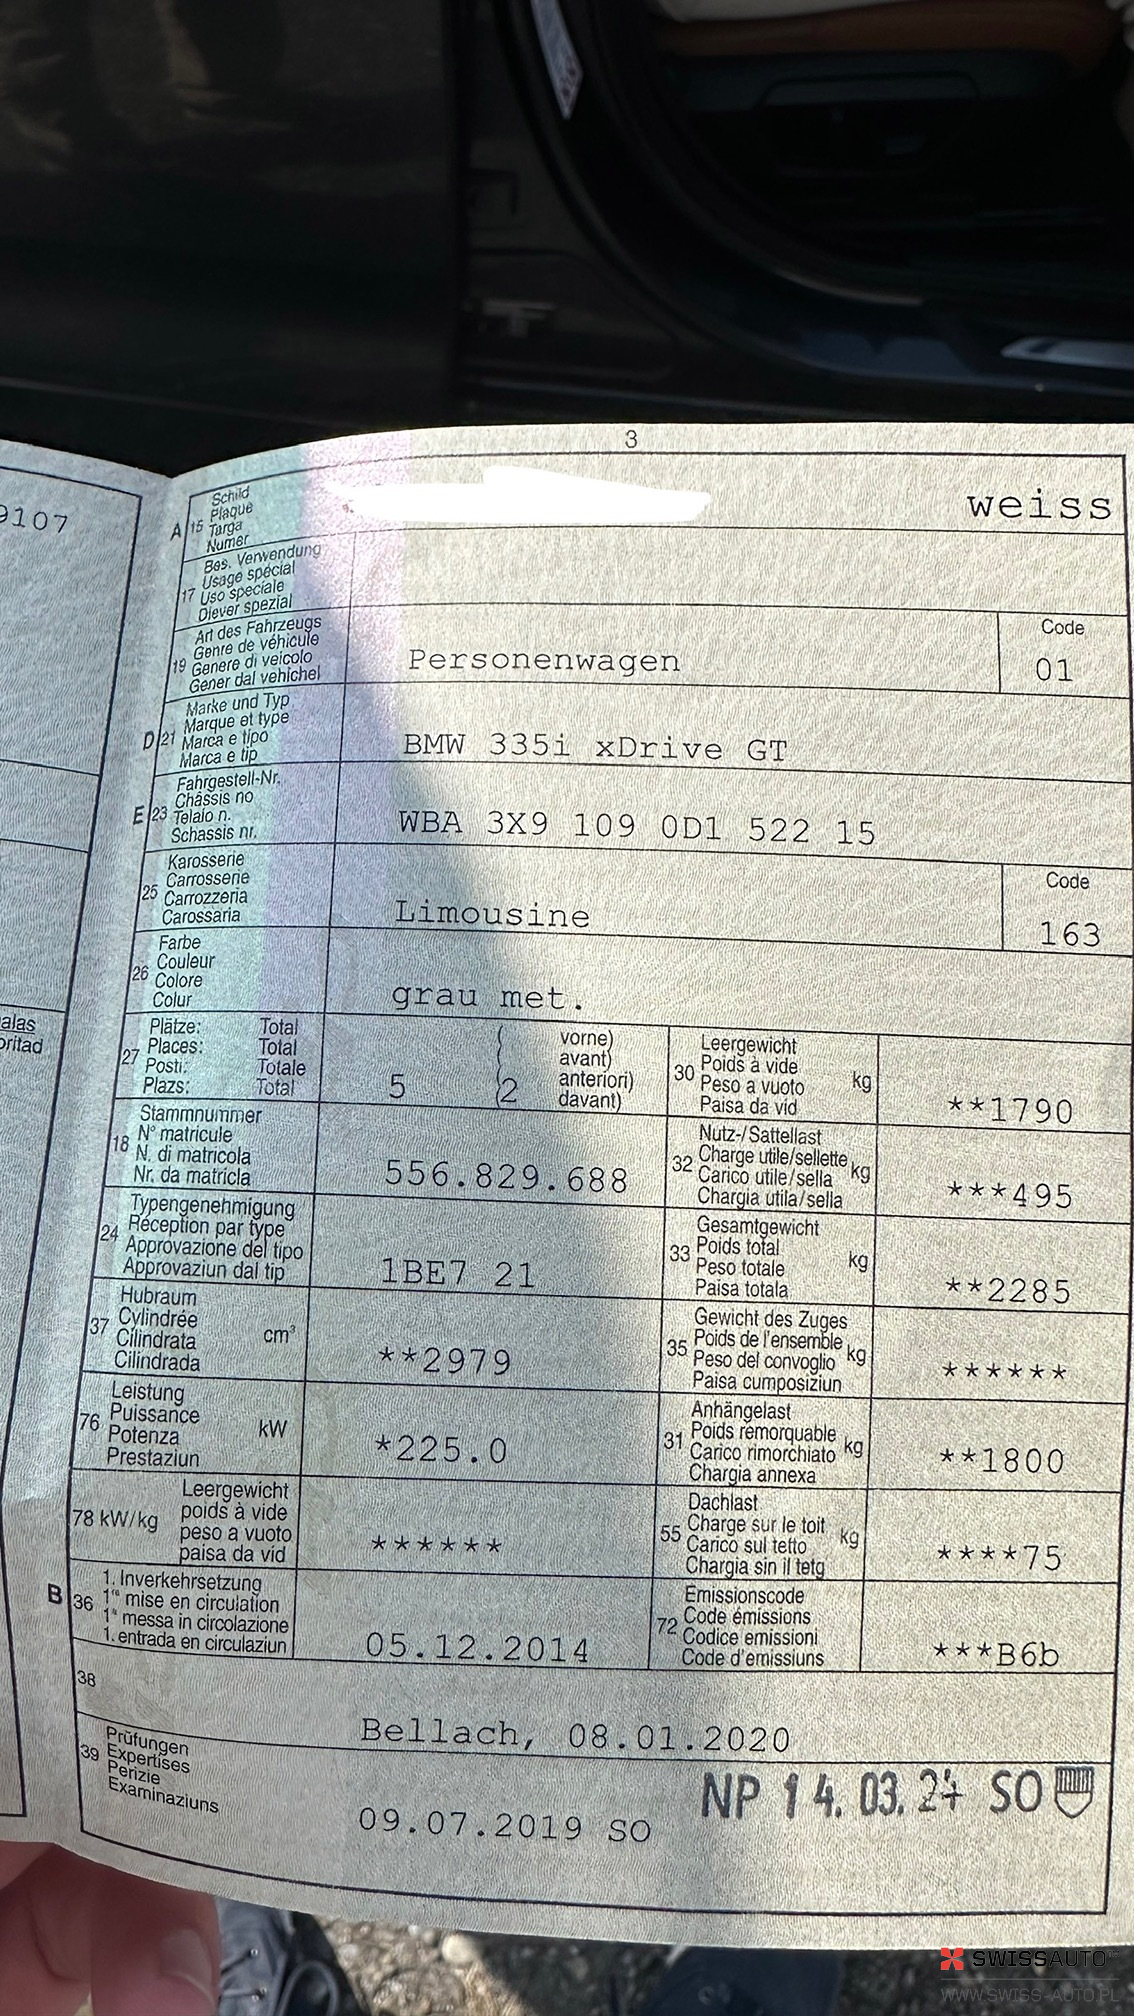 3
9107
alas
oritad
A 15 Schild
Plaque
Targa
Numer
weiss
17 Bes. Verwendung
Usage spécial
Uso speciale
Diever spezial
19 Art des Fahrzeugs
Genre de véhicule
Genere di veicolo
Gener dal vehichel
Personenwagen
Code
01
D 21 Marke und Typ
Marque et type
Marca e tipo
Marca e tip
BMW 335i xDrive GT
E 23 Fahrgestell-Nr.
Châssis no
Telaio n.
Schassis nr.
WBA 3X9 109 0D1 522 15
25 Karosserie
Carrosserie
Carrozzeria
Carossaria
Limousine
Code
163
26 Farbe
Couleur
Colore
Colur
grau met.
27 Plätze: Total
Places: Total
Posti: Totale
Plazs: Total
5 (2 vorne)
avant)
anteriori)
davant)
30 Leergewicht
Poids à vide
Peso a vuoto
Paisa da vid
kg
**1790
18 Stammnummer
N° matricule
N. di matricola
Nr. da matricla
556.829.688
32 Nutz-/Sattellast
Charge utile/sellette
Carico utile/sella
Chargia utila/sella
kg
***495
24 Typengenehmigung
Réception par type
Approvazione del tipo
Approvaziun dal tip
1BE7 21
33 Gesamtgewicht
Poids total
Peso totale
Paisa totala
kg
**2285
37 Hubraum
Cylindrée
Cilindrata
Cilindrada
cm³
**2979
35 Gewicht des Zuges
Poids de l'ensemble
Peso del convoglio
Paisa cumposiziun
kg
******
76 Leistung
Puissance
Potenza
Prestaziun
kW
*225.0
31 Anhängelast
Poids remorquable
Carico rimorchiato
Chargia annexa
kg
**1800
78 kW/kg Leergewicht
poids à vide
peso a vuoto
paisa da vid
******
55 Dachlast
Charge sur le toit
Carico sul tetto
Chargia sin il tetg
kg
****75
B 36 1. Inverkehrsetzung
1re mise en circulation
1a messa in circolazione
1. entrada en circulaziun
05.12.2014
72 Emissionscode
Code émissions
Codice emissioni
Code d'emissiuns
***B6b
38
Bellach, 08.01.2020
39 Prüfungen
Expertises
Perizie
Examinaziuns
09.07.2019 SO
NP 14.03.24 SO
SWISSAUTO
WWW.SWISS-AUTO.PL